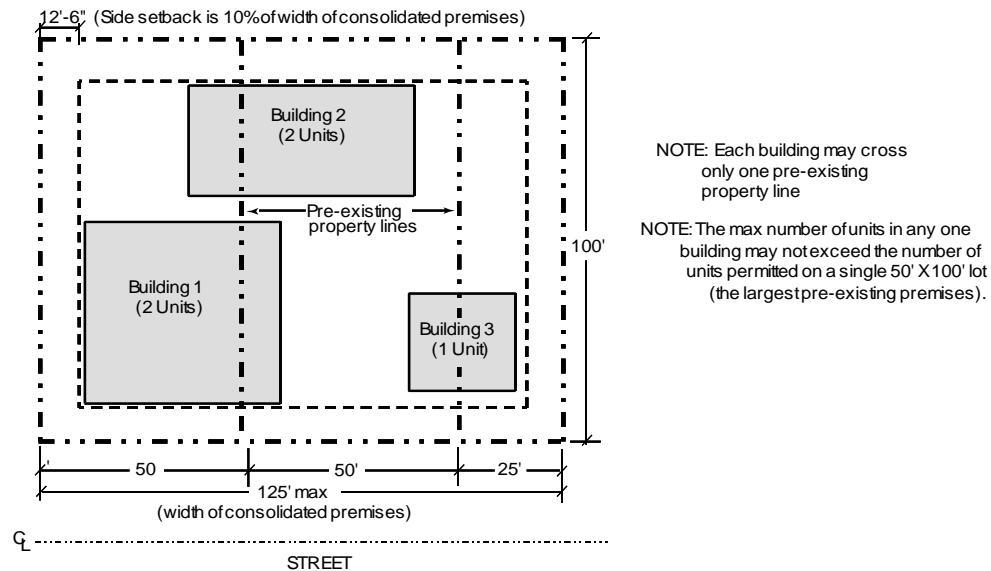 12'-6" (Side setback is 10% of width of consolidated premises)
Building 2
(2 Units)
NOTE: Each building may cross
only one pre-existing
property line
Pre-existing
property lines
NOTE: The max number of units in any one
building may not exceed the number of
units permitted on a single 50' X 100' lot
(the largest pre-existing premises).
100'
Building 1
(2 Units)
Building 3
(1 Unit)
' 50 50' 25'
125' max
(width of consolidated premises)
CL
STREET